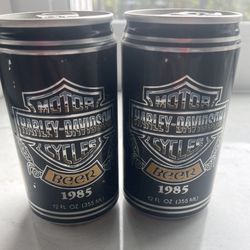 MOTOR
HARLEY-DAVIDSON
CYCLES
BEER
1985
12 FL OZ (355 ML)
MOTOR
HARLEY-DAVIDSON
CYCLES
BEER
1985
12 FL OZ (355 ML)